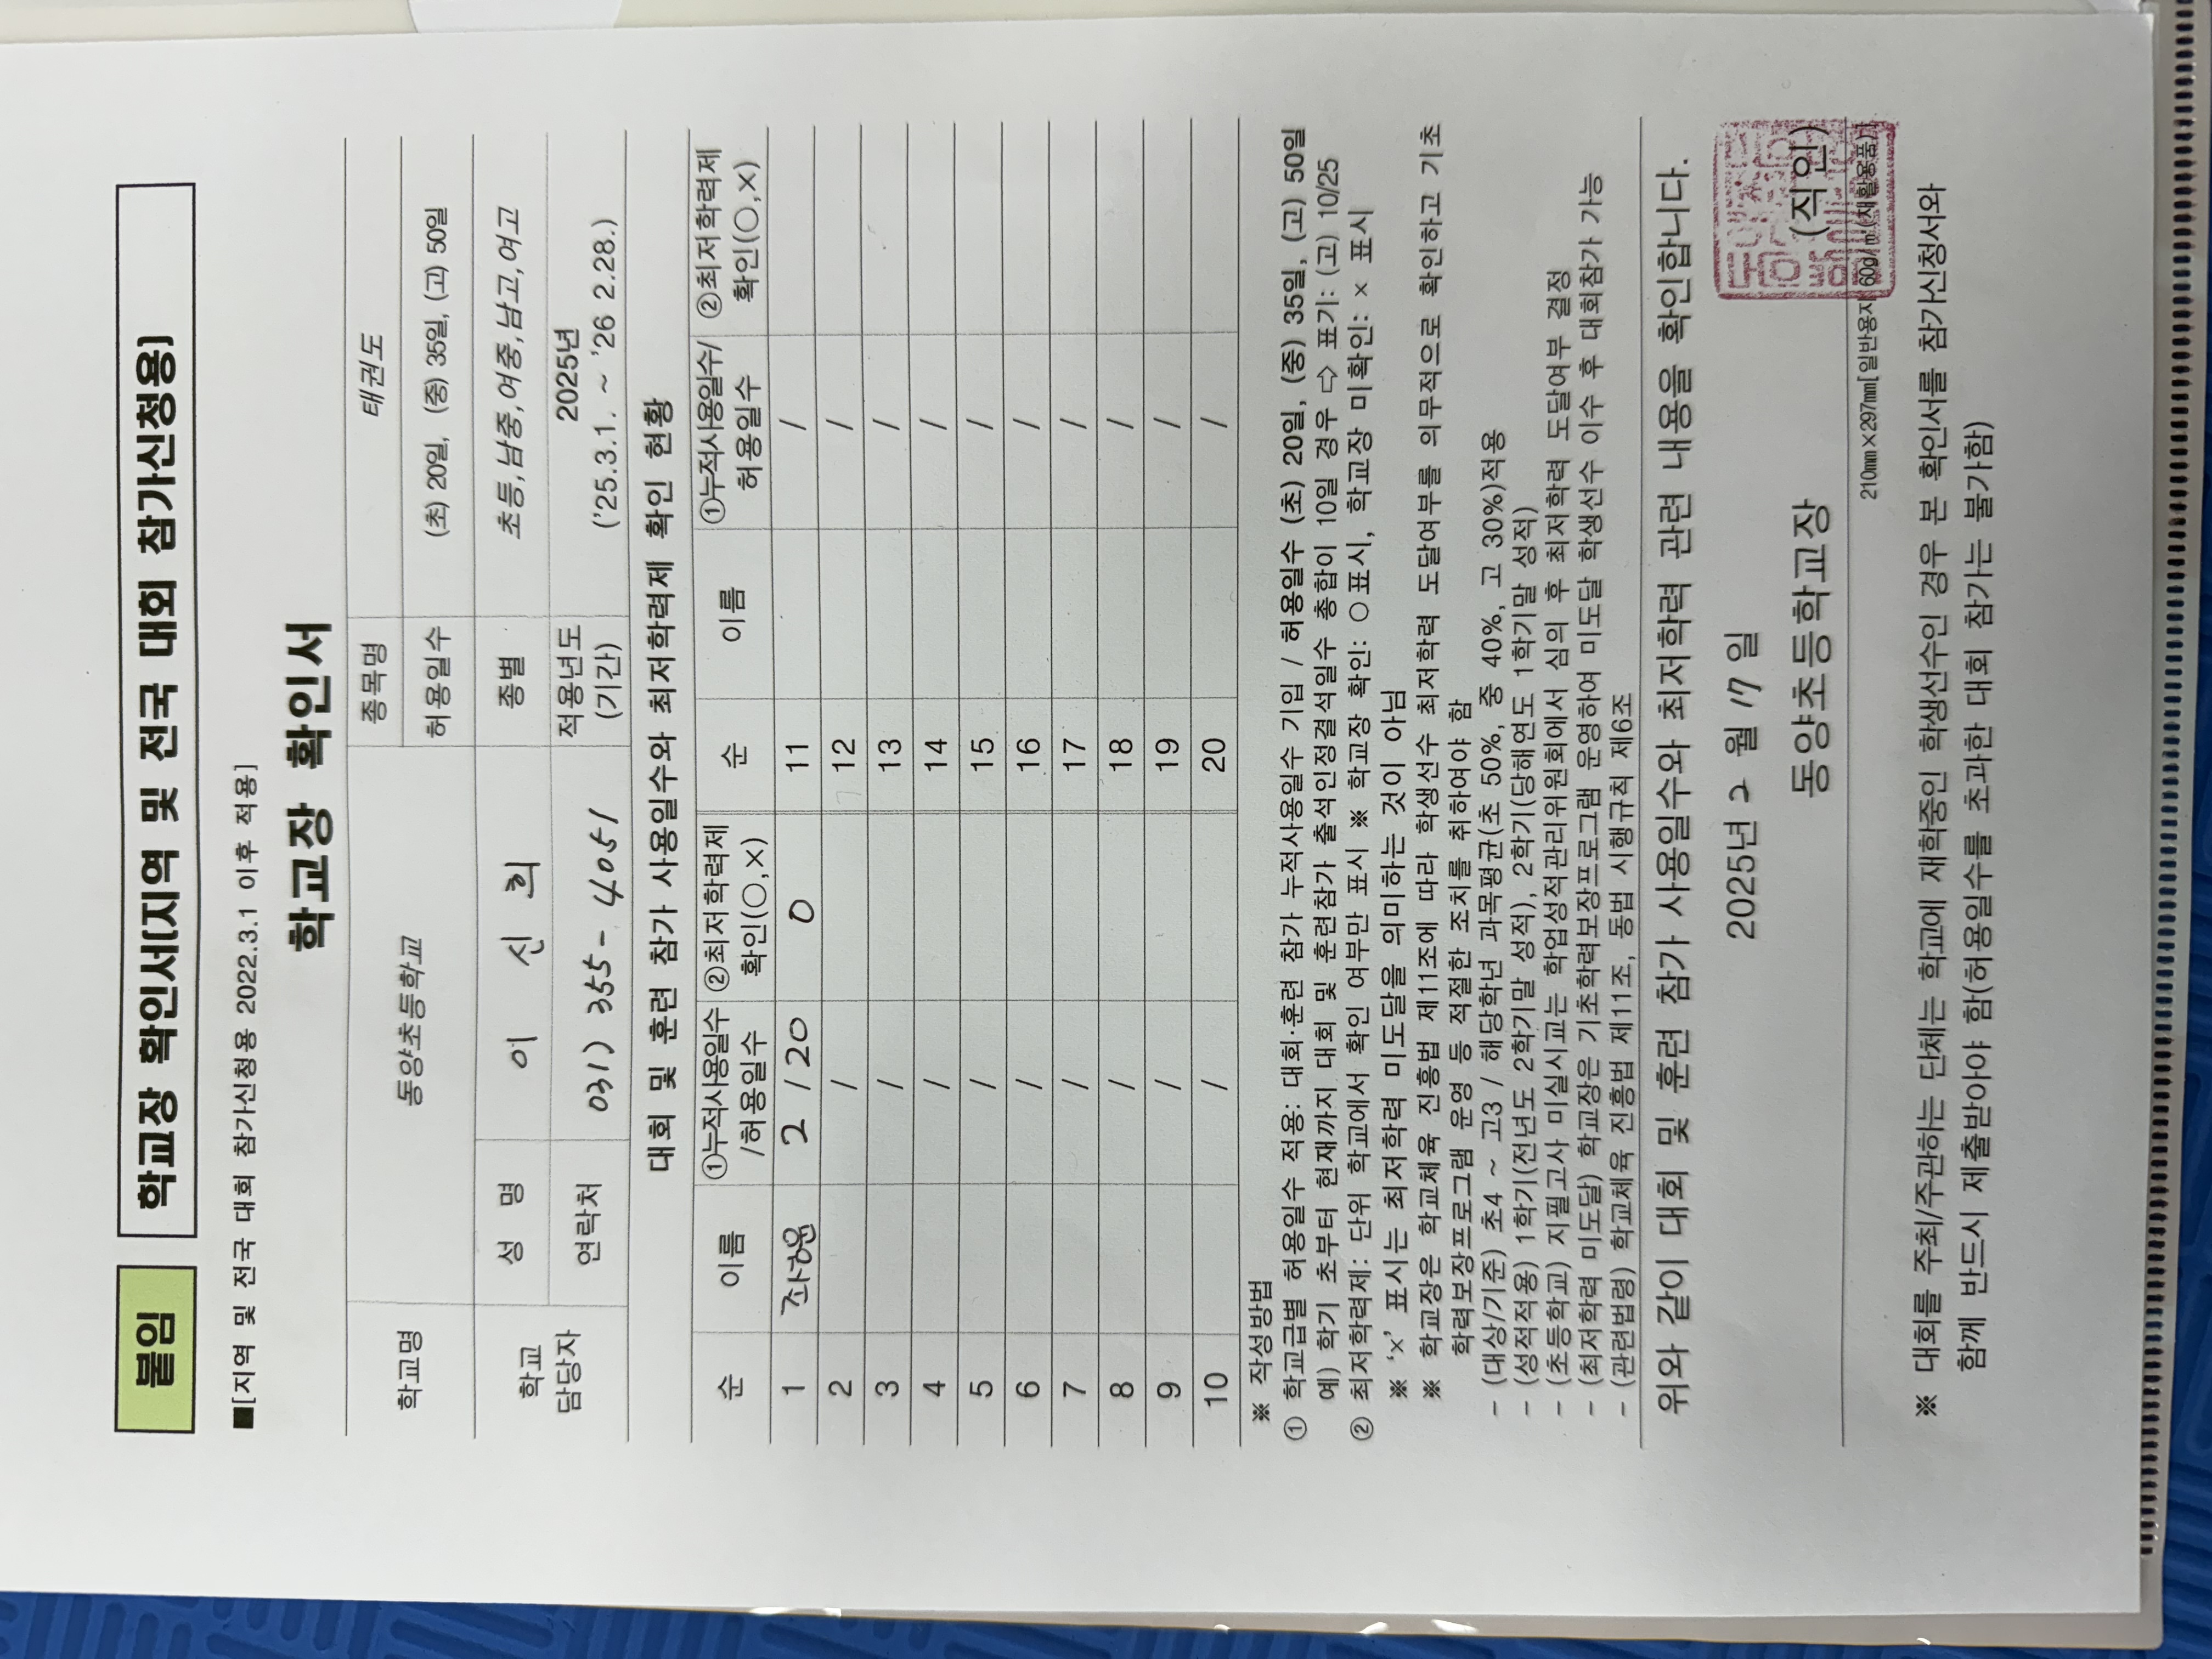 붙임
학교장 확인서(지역 및 전국 대회 참가신청용)
■[지역 및 전국 대회 참가신청용 2022.3.1 이후 적용]
학교장 확인서
학교명 동양초등학교 종목명 태권도
허용일수 (초) 20일, (중) 35일, (고) 50일
학교 담당자 성 명 이 신 희 종별 초등,남중,여중,남고,여고
연락처 031) 355-4051 적용년도 (기간) 2025년 ('25.3.1. ~ '26 2.28.)
대회 및 훈련 참가 사용일수와 최저학력제 확인 현황
순 이름 ①누적사용일수/허용일수 ②최저학력제 확인(○,×) 순 이름 ①누적사용일수/허용일수 ②최저학력제 확인(○,×)
1 좌하윤 2 / 20 0 11 /
2 / 12 /
3 / 13 /
4 / 14 /
5 / 15 /
6 / 16 /
7 / 17 /
8 / 18 /
9 / 19 /
10 / 20 /
※ 작성방법
① 학교급별 허용일수 적용: 대회·훈련 참가 누적사용일수 기입 / 허용일수 (초) 20일, (중) 35일, (고) 50일
예) 학기 초부터 현재까지 대회 및 훈련참가 출석인정결석일수 총합이 10일 경우 ⇨ 표기: (고) 10/25
② 최저학력제: 단위 학교에서 확인 여부만 표시 ※ 학교장 확인: ○표시, 학교장 미확인: × 표시
※ '×' 표시는 최저학력 미도달을 의미하는 것이 아님
※ 학교장은 학교체육 진흥법 제11조에 따라 학생선수 최저학력 도달여부를 의무적으로 확인하고 기초
학력보장프로그램 운영 등 적절한 조치를 취하여야 함
- (대상/기준) 초4 ~ 고3 / 해당학년 과목평균(초 50%, 중 40%, 고 30%)적용
- (성적적용) 1학기(전년도 2학기말 성적), 2학기(당해연도 1학기말 성적)
- (초등학교) 지필고사 미실시교는 학업성적관리위원회에서 심의 후 최저학력 도달여부 결정
- (최저학력 미도달) 학교장은 기초학력보장프로그램 운영하여 미도달 학생선수 이수 후 대회참가 가능
- (관련법령) 학교체육 진흥법 제11조, 동법 시행규칙 제6조
위와 같이 대회 및 훈련 참가 사용일수와 최저학력 관련 내용을 확인합니다.
2025년 2 월 17 일
동양초등학교장 (직인)
210mm×297mm[일반용지 60g/㎡(재활용품)]
※ 대회를 주최/주관하는 단체는 학교에 재학중인 학생선수인 경우 본 확인서를 참가신청서와
함께 반드시 제출받아야 함(허용일수를 초과한 대회 참가는 불가함)